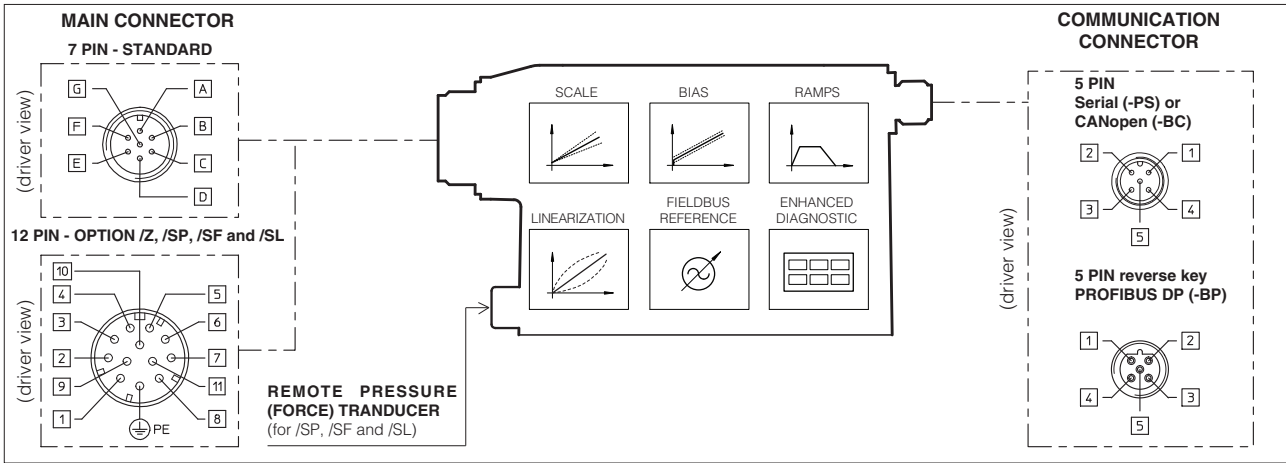 MAIN CONNECTOR
7 PIN - STANDARD
(driver view)
G
A
F
B
E
C
D
12 PIN - OPTION /Z, /SP, /SF and /SL
(driver view)
10
4
5
3
6
2
7
9
11
1
8
PE
SCALE
BIAS
RAMPS
LINEARIZATION
FIELDBUS
REFERENCE
ENHANCED
DIAGNOSTIC
REMOTE PRESSURE
(FORCE) TRANDUCER
(for /SP, /SF and /SL)
COMMUNICATION
CONNECTOR
(driver view)
5 PIN
Serial (-PS) or
CANopen (-BC)
2
1
3
4
5
5 PIN reverse key
PROFIBUS DP (-BP)
1
2
4
3
5